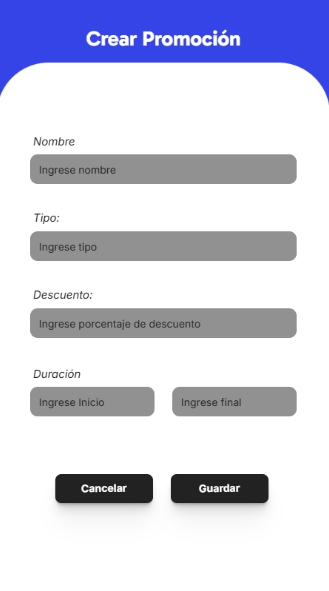 Crear Promoción
Nombre
Ingrese nombre
Tipo:
Ingrese tipo
Descuento:
Ingrese porcentaje de descuento
Duración
Ingrese Inicio Ingrese final
Cancelar Guardar